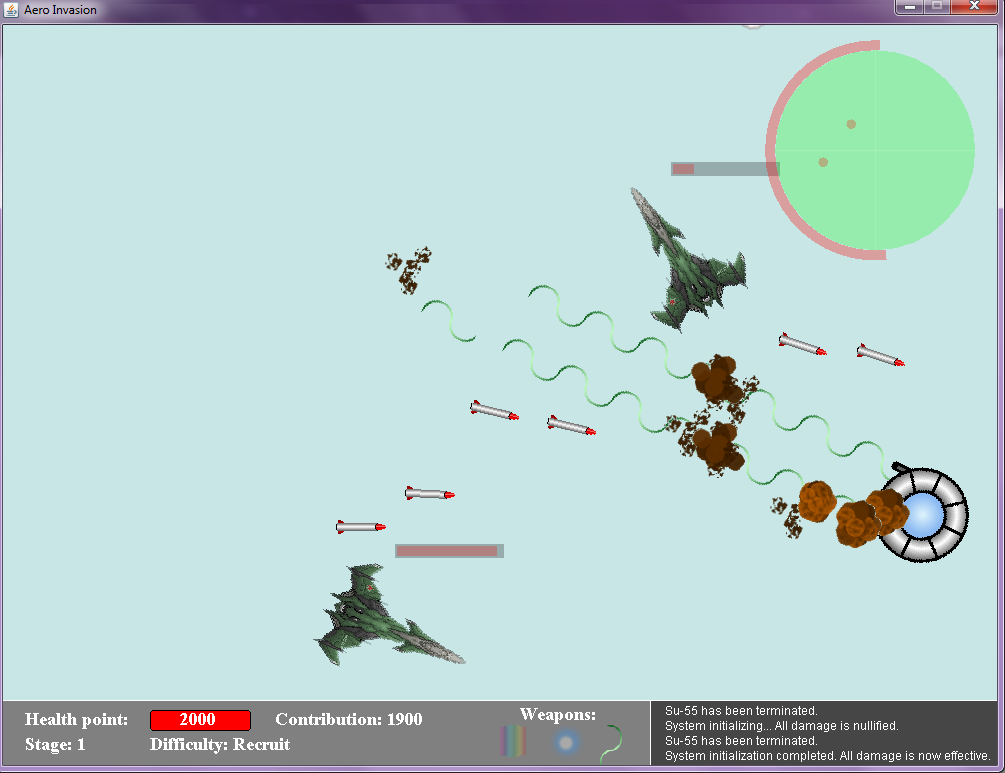 Aero Invasion
Health point: 2000 Contribution: 1900
Stage: 1 Difficulty: Recruit
Weapons:
Su-55 has been terminated.
System initializing... All damage is nullified.
Su-55 has been terminated.
System initialization completed. All damage is now effective.